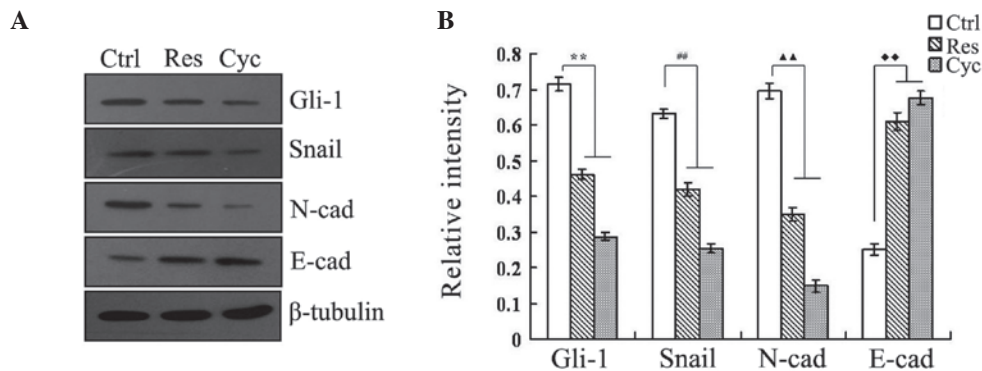 A
Ctrl Res Cyc
Gli-1
Snail
N-cad
E-cad
β-tubulin
B
Ctrl
Res
Cyc
Relative intensity
0.8
0.7
0.6
0.5
0.4
0.3
0.2
0.1
0
** ## ▲▲ ◆◆
Gli-1 Snail N-cad E-cad